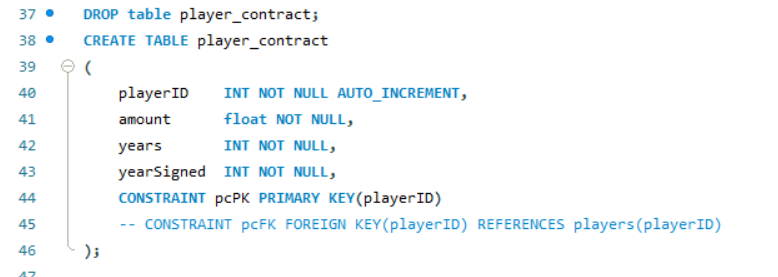 37 DROP table player_contract;
38 CREATE TABLE player_contract
39 (
40 playerID INT NOT NULL AUTO_INCREMENT,
41 amount float NOT NULL,
42 years INT NOT NULL,
43 yearSigned INT NOT NULL,
44 CONSTRAINT pcPK PRIMARY KEY(playerID)
45 -- CONSTRAINT pcFK FOREIGN KEY(playerID) REFERENCES players(playerID)
46 );
47